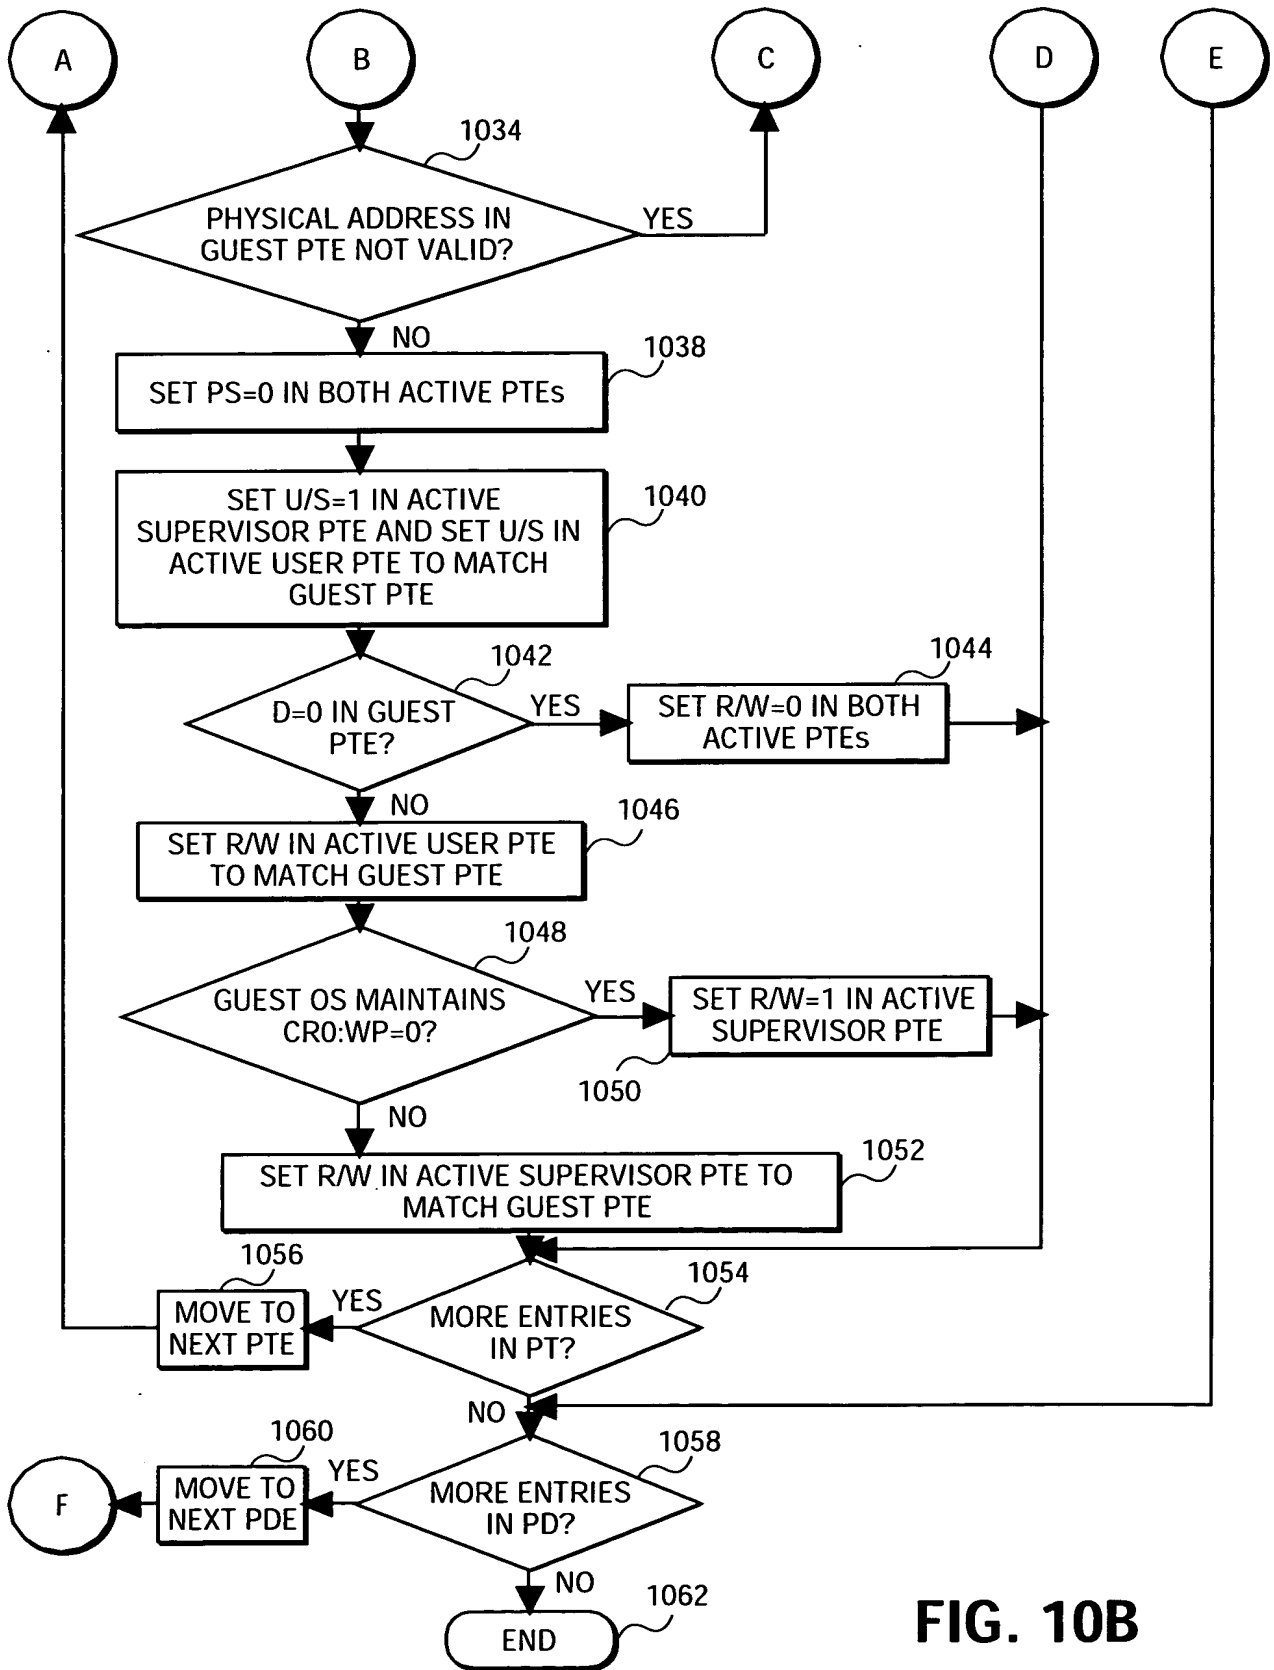 A
B
C
D
E
1034
PHYSICAL ADDRESS IN
GUEST PTE NOT VALID?
YES
NO
1038
SET PS=0 IN BOTH ACTIVE PTEs
1040
SET U/S=1 IN ACTIVE
SUPERVISOR PTE AND SET U/S IN
ACTIVE USER PTE TO MATCH
GUEST PTE
1042
D=0 IN GUEST
PTE?
YES
1044
SET R/W=0 IN BOTH
ACTIVE PTEs
NO
1046
SET R/W IN ACTIVE USER PTE
TO MATCH GUEST PTE
1048
GUEST OS MAINTAINS
CR0:WP=0?
YES
SET R/W=1 IN ACTIVE
SUPERVISOR PTE
1050
NO
1052
SET R/W IN ACTIVE SUPERVISOR PTE TO
MATCH GUEST PTE
1056
MOVE TO
NEXT PTE
YES
1054
MORE ENTRIES
IN PT?
NO
1060
F
MOVE TO
NEXT PDE
YES
1058
MORE ENTRIES
IN PD?
NO
1062
END
FIG. 10B